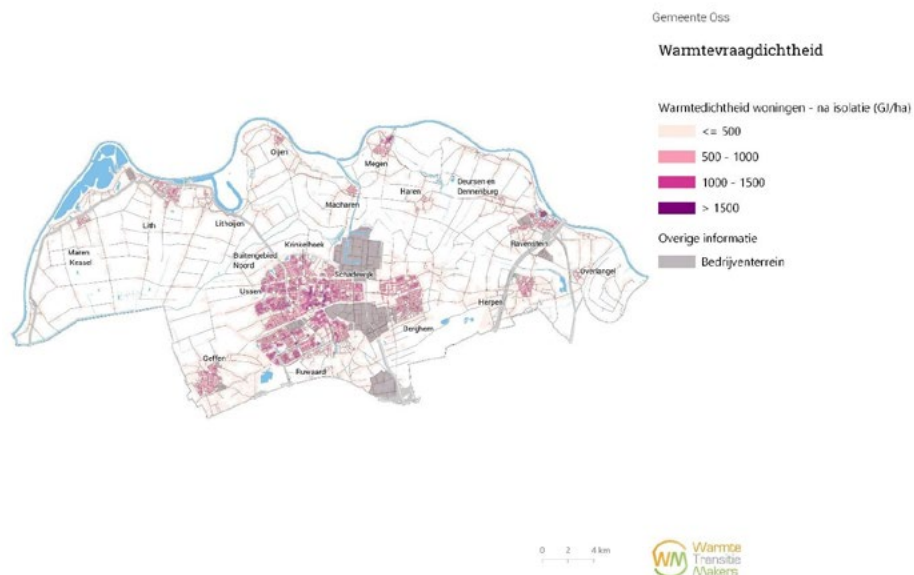 Gemeente Oss
Warmtevraagdichtheid
Warmtedichtheid woningen - na isolatie (GJ/ha)
<= 500
500 - 1000
1000 - 1500
> 1500
Overige informatie
Bedrijventerrein
Oijen
Megen
Haren
Deursen en
Dennenburg
Macharen
Lith
Lithoijen
Maren
Kessel
Buitengebied
Noord
Krinkelhoek
Schadewijk
Ussen
Ravenstein
Overlangel
Herpen
Berghem
Geffen
Ruwaard
0 2 4 km
WM
Warmte
Transitie
Makers